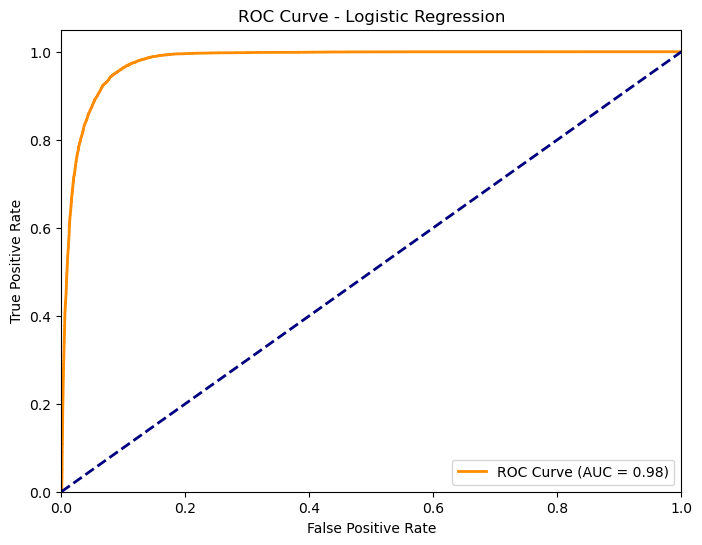 ROC Curve - Logistic Regression
True Positive Rate
1.0
0.8
0.6
0.4
0.2
0.0
ROC Curve (AUC = 0.98)
0.0 0.2 0.4 0.6 0.8 1.0
False Positive Rate